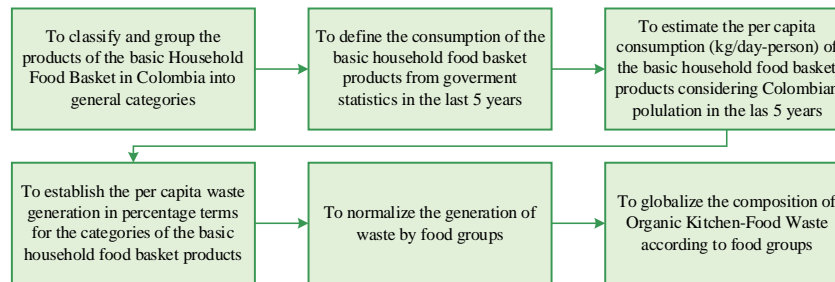 To classify and group the
products of the basic Household
Food Basket in Colombia into
general categories
To define the consumption of the
basic household food basket
products from goverment
statistics in the last 5 years
To estimate the per capita
consumption (kg/day-person) of
the basic household food basket
products considering Colombian
polulation in the las 5 years
To establish the per capita waste
generation in percentage terms
for the categories of the basic
household food basket products
To normalize the generation of
waste by food groups
To globalize the composition of
Organic Kitchen-Food Waste
according to food groups